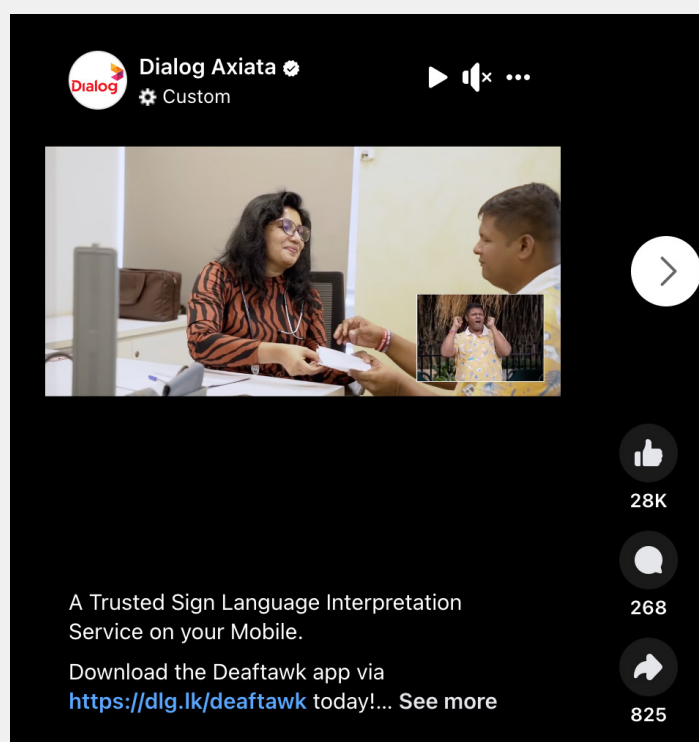 Dialog
Dialog Axiata
Custom
A Trusted Sign Language Interpretation
Service on your Mobile.
Download the Deaftawk app via
https://dlg.lk/deaftawk today!... See more
28K
268
825